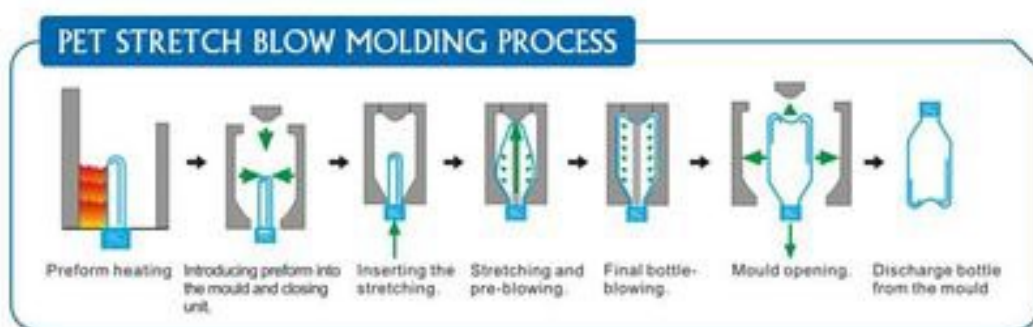 PET STRETCH BLOW MOLDING PROCESS
Preform heating
Introducing preform into
the mould and closing
unit.
Inserting the
stretching.
Stretching and
pre-blowing.
Final bottle-
blowing.
Mould opening.
Discharge bottle
from the mould